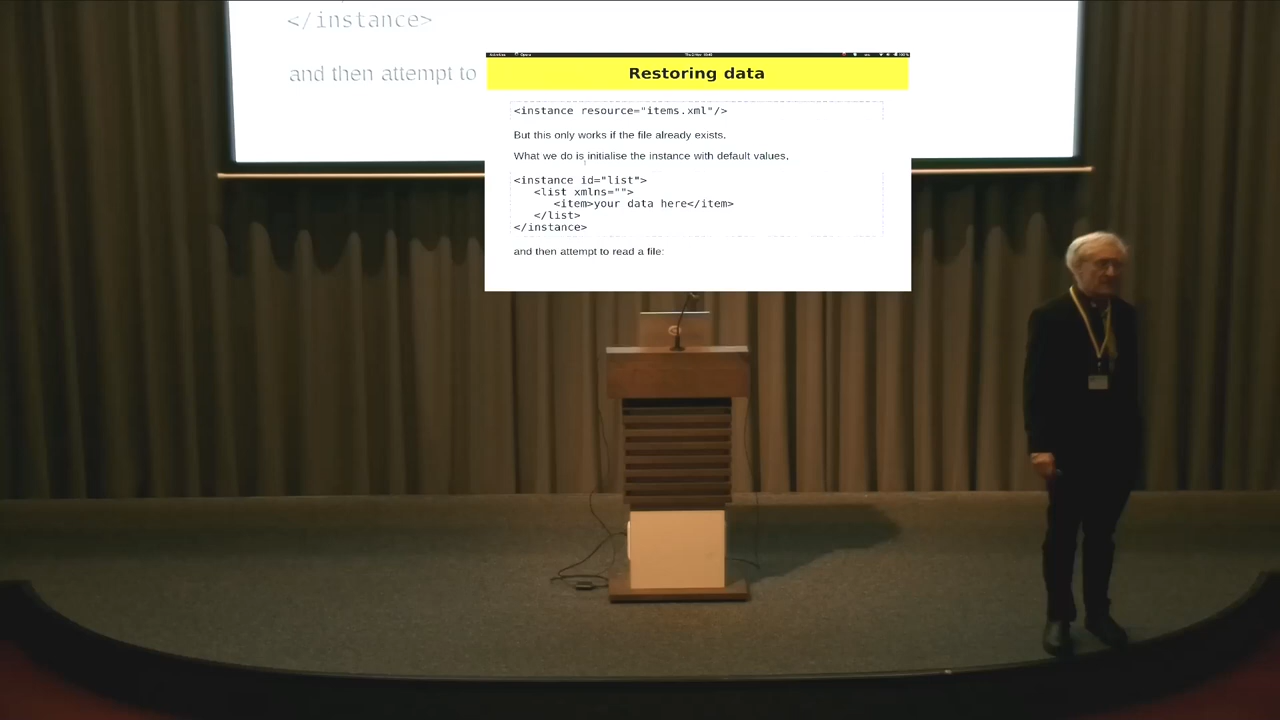 </instance>
and then attempt to
Restoring data
<instance resource="items.xml"/>
But this only works if the file already exists.
What we do is initialise the instance with default values,
<instance id="list">
<list xmlns="">
<item>your data here</item>
</list>
</instance>
and then attempt to read a file: